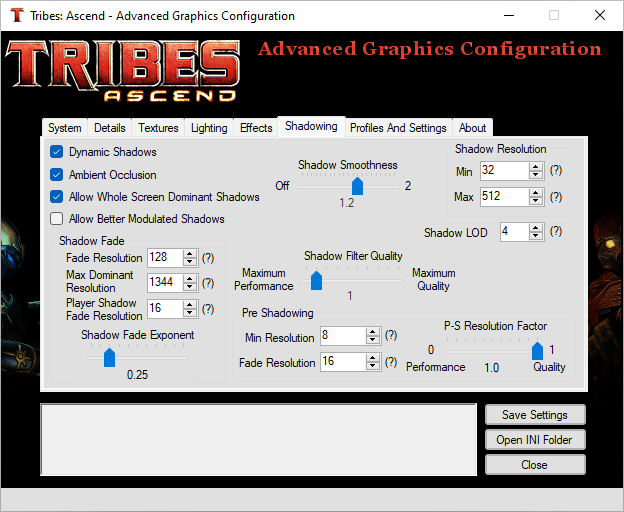 Tribes: Ascend - Advanced Graphics Configuration
TRIBES
ASCEND
Advanced Graphics Configuration
System Details Textures Lighting Effects Shadowing Profiles And Settings About
Dynamic Shadows
Ambient Occlusion
Allow Whole Screen Dominant Shadows
Allow Better Modulated Shadows
Shadow Smoothness
Off 2
1.2
Shadow Resolution
Min 32 (?)
Max 512 (?)
Shadow LOD 4 (?)
Shadow Fade
Fade Resolution 128 (?)
Max Dominant
Resolution 1344 (?)
Player Shadow
Fade Resolution 16 (?)
Shadow Fade Exponent
0.25
Shadow Filter Quality
Maximum
Performance
Maximum
Quality
1
Pre Shadowing
Min Resolution 8 (?)
Fade Resolution 16 (?)
P-S Resolution Factor
0 1
Performance 1.0 Quality
Save Settings
Open INI Folder
Close